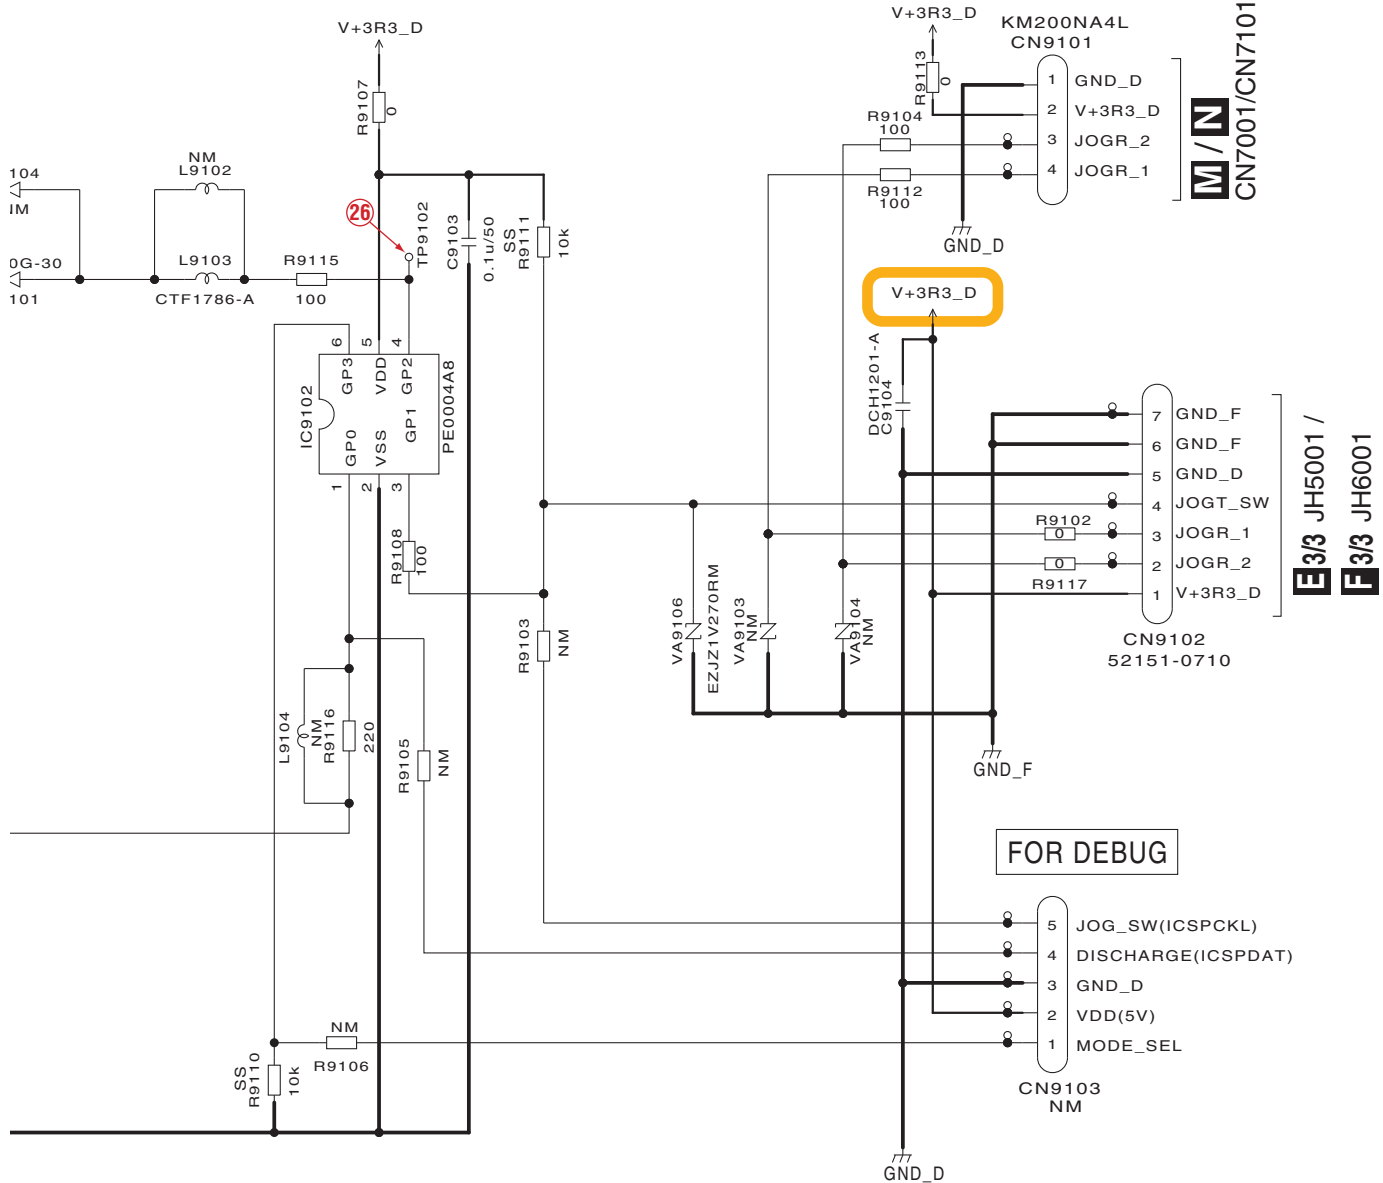 V+3R3_D
R9107
0
V+3R3_D
KM200NA4L
CN9101
R9113
0
1 GND_D
2 V+3R3_D
3 JOGR_2
4 JOGR_1
R9104
100
R9112
100
GND_D
M / N
CN7001/CN7101
104
NM
L9102
0G-30
101
L9103
CTF1786-A
R9115
100
26
TP9102
C9103
0.1u/50
SS
R9111
10k
V+3R3_D
DCH1201-A
C9104
6 5 4
GP3 VDD GP2
IC9102
PE0004A8
GP0 VSS GP1
1 2 3
R9108
100
7 GND_F
6 GND_F
5 GND_D
4 JOGT_SW
3 JOGR_1
2 JOGR_2
1 V+3R3_D
R9102
0
0
R9117
CN9102
52151-0710
E 3/3 JH5001 /
F 3/3 JH6001
VA9106
EZJZ1V270RM
VA9103
NM
VA9104
NM
GND_F
R9103
NM
L9104
NM
R9116
220
R9105
NM
FOR DEBUG
5 JOG_SW(ICSPCKL)
4 DISCHARGE(ICSPDAT)
3 GND_D
2 VDD(5V)
1 MODE_SEL
CN9103
NM
NM
R9106
SS
R9110
10k
GND_D